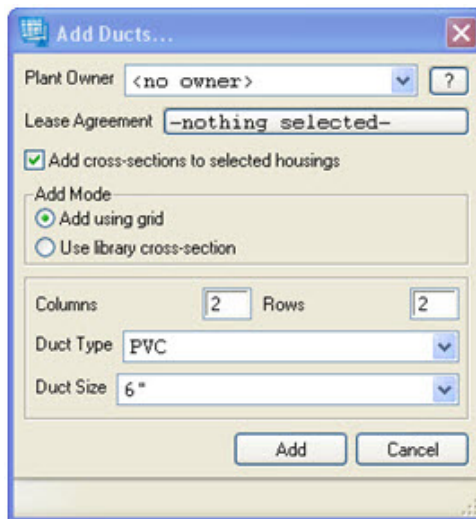 Add Ducts...
Plant Owner <no owner> ?
Lease Agreement -nothing selected-
Add cross-sections to selected housings
Add Mode
Add using grid
Use library cross-section
Columns 2 Rows 2
Duct Type PVC
Duct Size 6"
Add Cancel